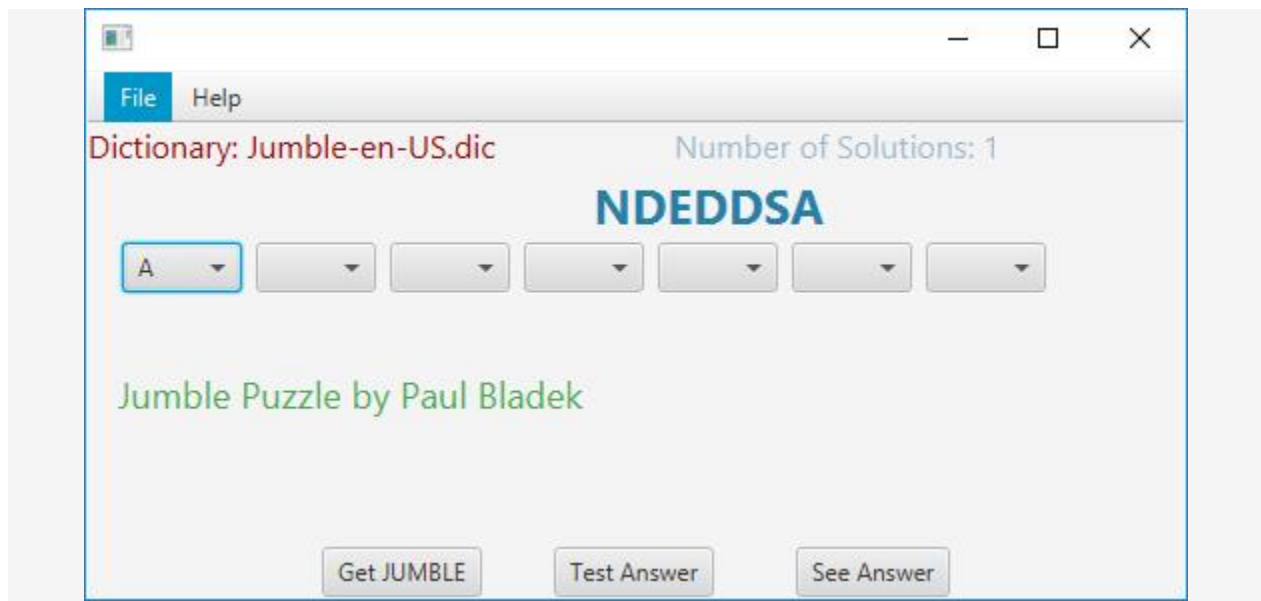 File Help
Dictionary: Jumble-en-US.dic Number of Solutions: 1
NDEDDSA
A
Jumble Puzzle by Paul Bladek
Get JUMBLE Test Answer See Answer